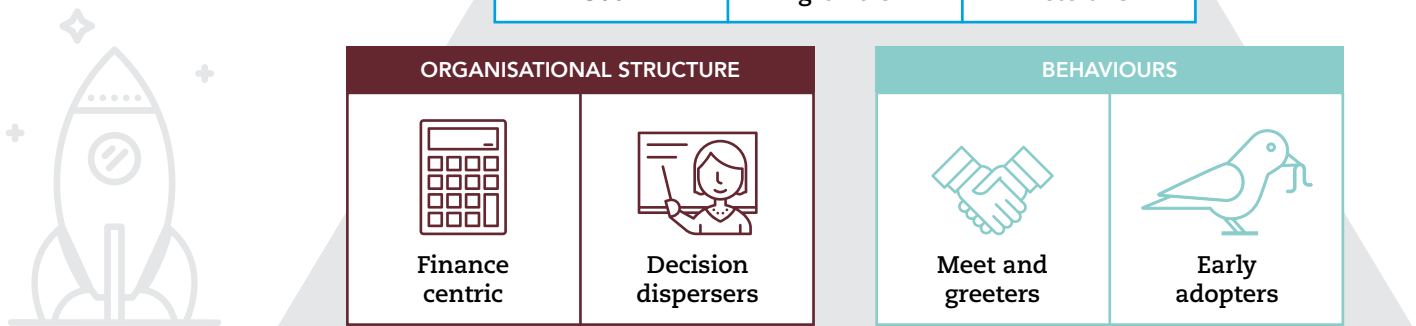 ORGANISATIONAL STRUCTURE
Finance
centric
Decision
dispersers
BEHAVIOURS
Meet and
greeters
Early
adopters